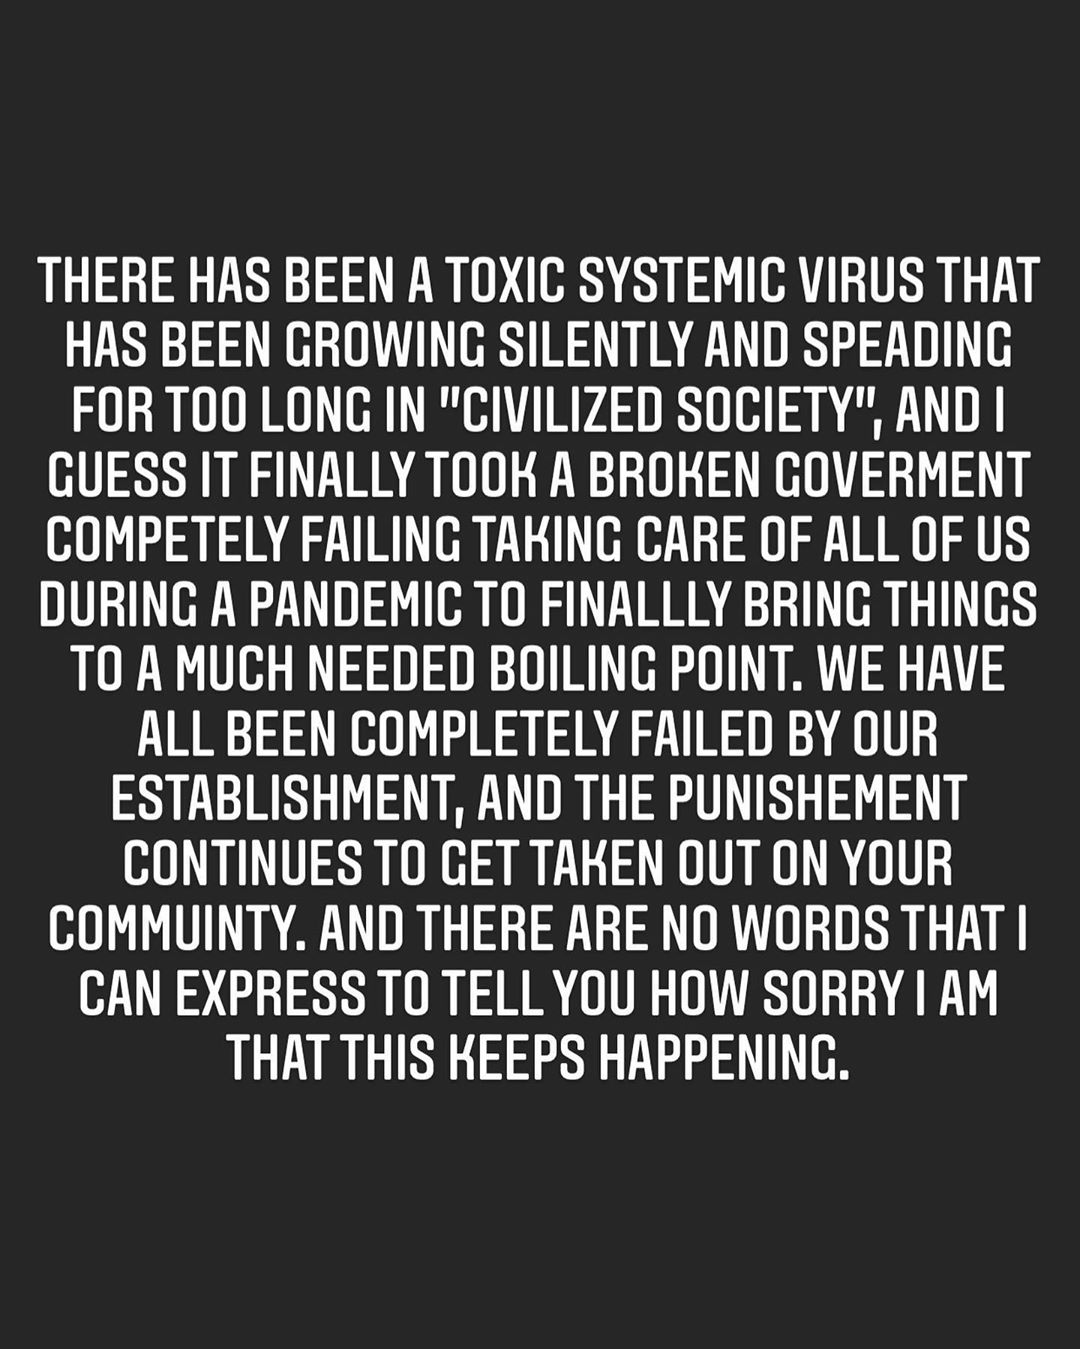 THERE HAS BEEN A TOXIC SYSTEMIC VIRUS THAT
HAS BEEN GROWING SILENTLY AND SPEADING
FOR TOO LONG IN "CIVILIZED SOCIETY", AND I
GUESS IT FINALLY TOOK A BROKEN GOVERMENT
COMPETELY FAILING TAKING CARE OF ALL OF US
DURING A PANDEMIC TO FINALLLY BRING THINGS
TO A MUCH NEEDED BOILING POINT. WE HAVE
ALL BEEN COMPLETELY FAILED BY OUR
ESTABLISHMENT, AND THE PUNISHEMENT
CONTINUES TO GET TAKEN OUT ON YOUR
COMMUINTY. AND THERE ARE NO WORDS THAT I
CAN EXPRESS TO TELL YOU HOW SORRY I AM
THAT THIS KEEPS HAPPENING.